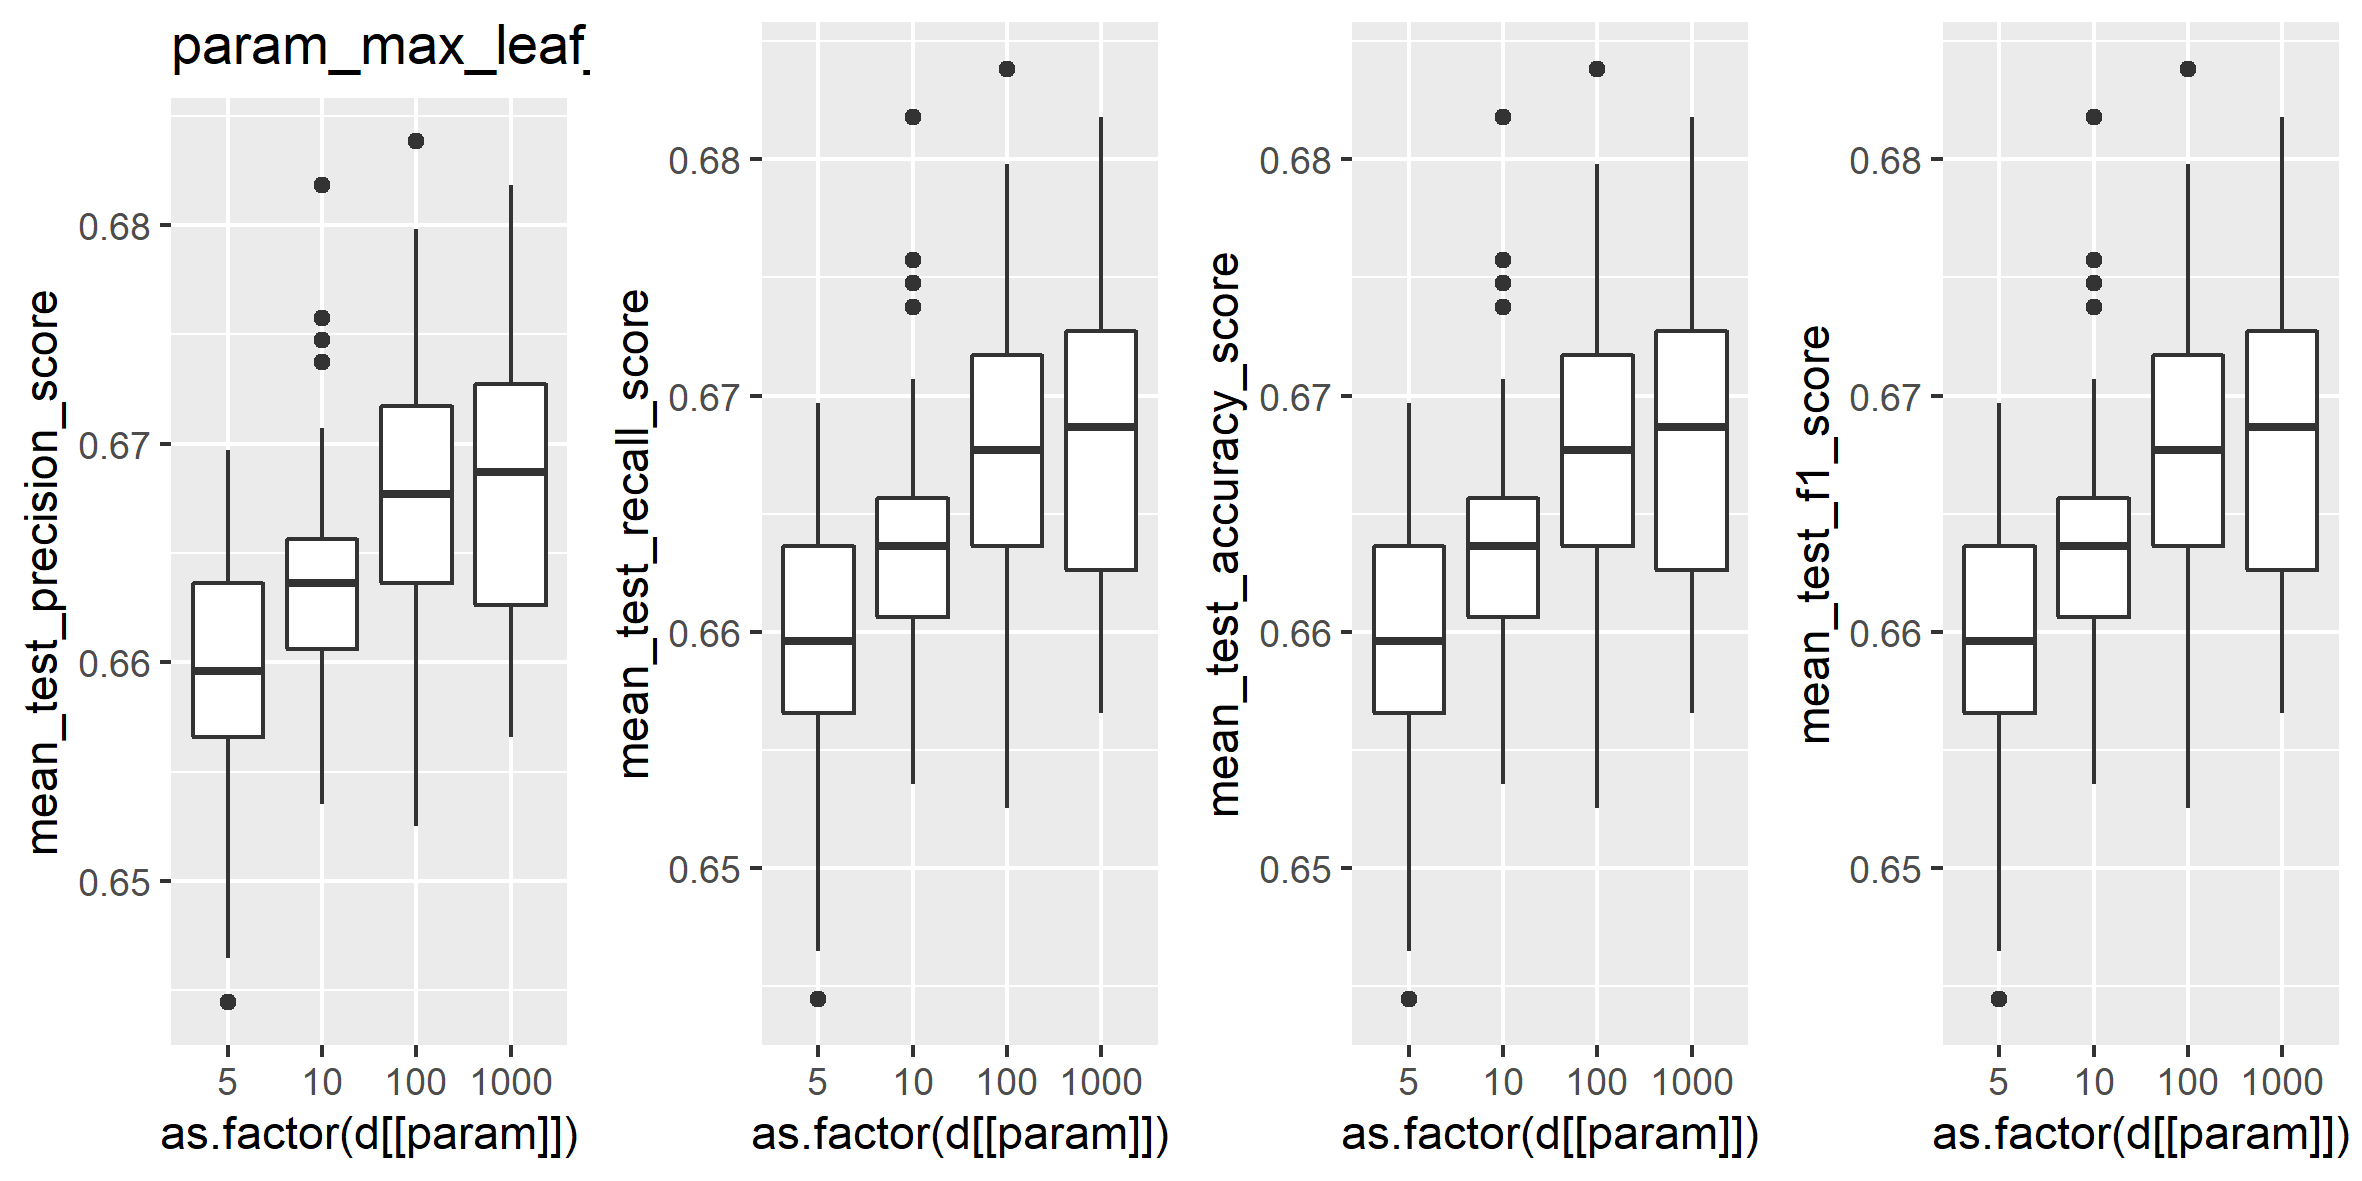 param_max_leaf_
mean_test_precision_score
0.68
0.67
0.66
0.65
5 10 100 1000
as.factor(d[[param]])
mean_test_recall_score
0.68
0.67
0.66
0.65
5 10 100 1000
as.factor(d[[param]])
mean_test_accuracy_score
0.68
0.67
0.66
0.65
5 10 100 1000
as.factor(d[[param]])
mean_test_f1_score
0.68
0.67
0.66
0.65
5 10 100 1000
as.factor(d[[param]])